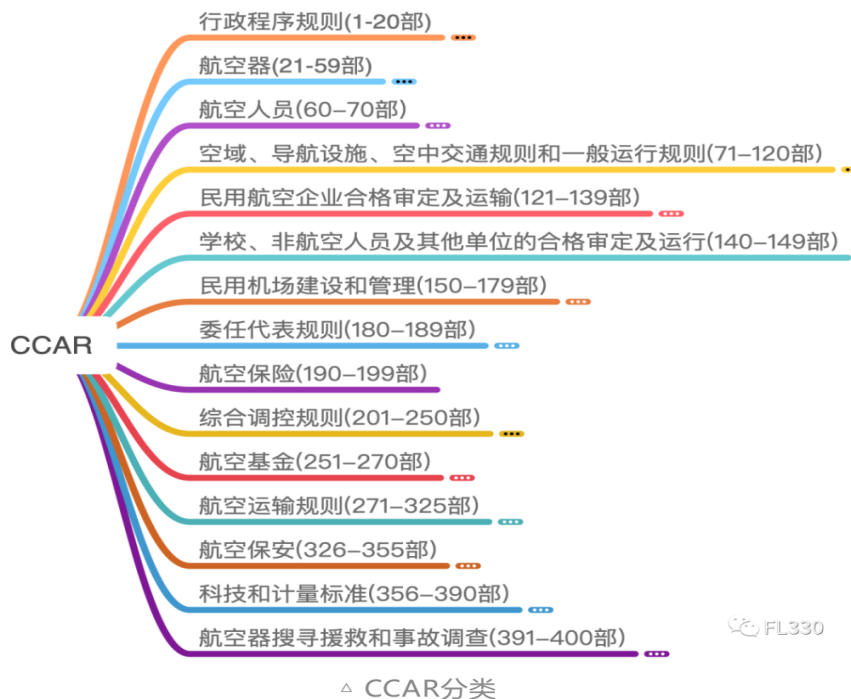 行政程序规则(1-20部)
航空器(21-59部)
航空人员(60–70部)
空域、导航设施、空中交通规则和一般运行规则(71–120部)
民用航空企业合格审定及运输(121–139部)
学校、非航空人员及其他单位的合格审定及运行(140–149部)
民用机场建设和管理(150–179部)
CCAR
委任代表规则(180–189部)
航空保险(190–199部)
综合调控规则(201–250部)
航空基金(251–270部)
航空运输规则(271–325部)
航空保安(326–355部)
科技和计量标准(356–390部)
航空器搜寻援救和事故调查(391–400部)
FL330
△ CCAR分类